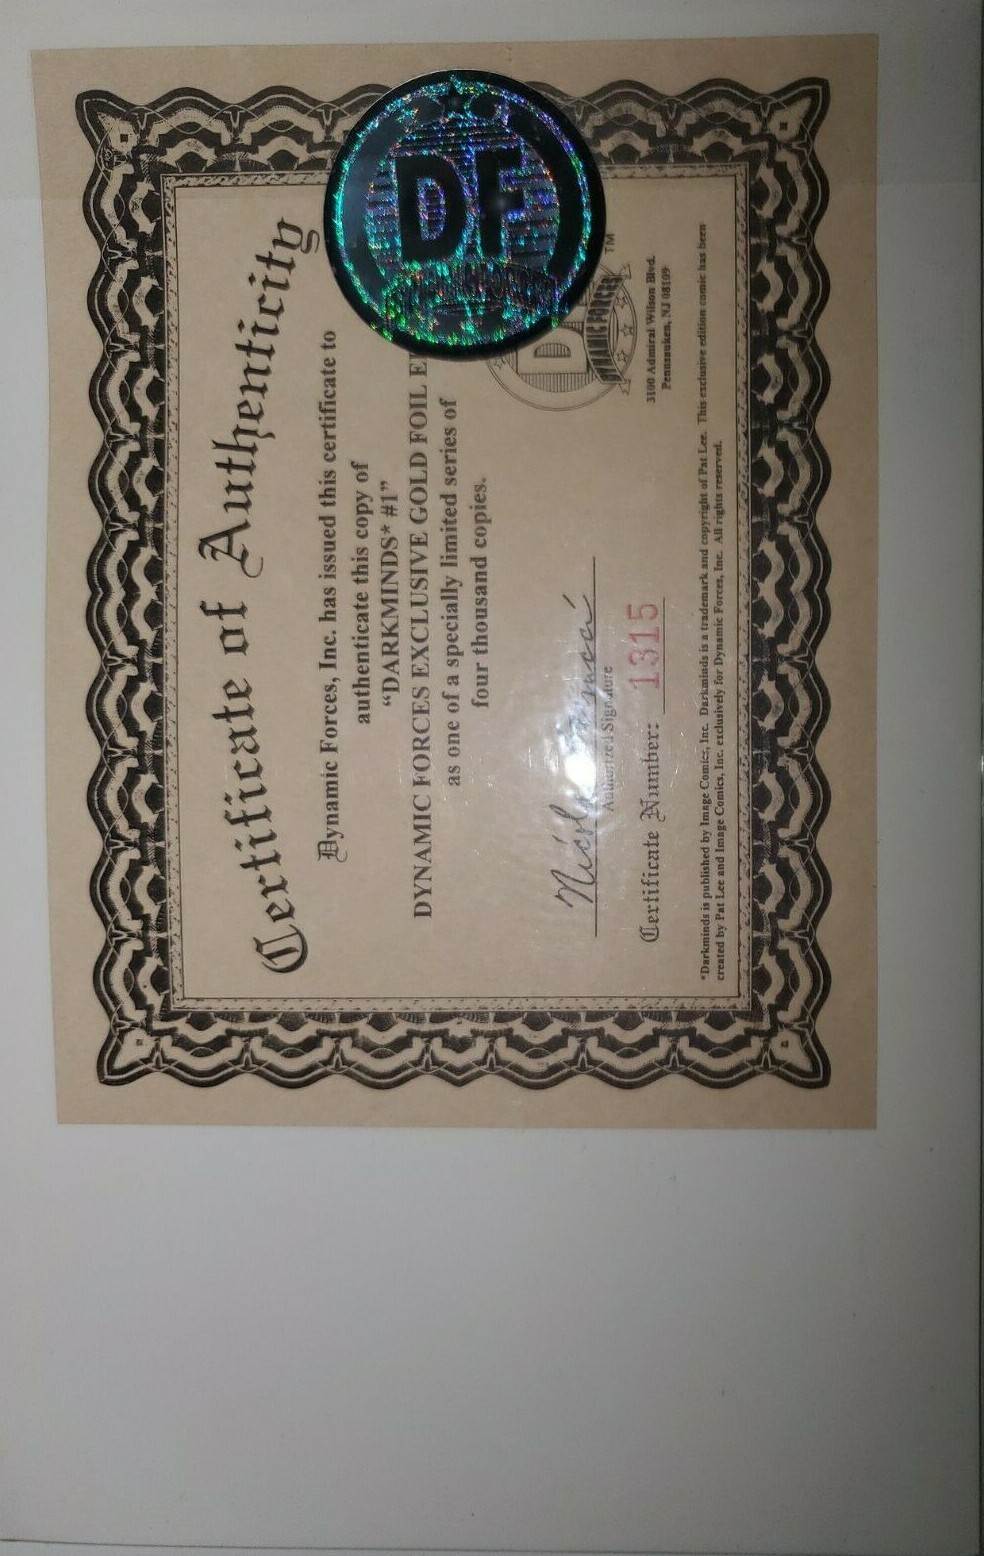 Certificate of Authenticity
Dynamic Forces, Inc. has issued this certificate to
authenticate this copy of
“DARKMINDS* #1”
DYNAMIC FORCES EXCLUSIVE GOLD FOIL
as one of a specially limited series of
four thousand copies.
DF
DYNAMIC FORCES
TM
3100 Admiral Wilson Blvd.
Pennsauken, NJ 08109
Authorized Signature
Certificate Number: 1315
*Darkminds is published by Image Comics, Inc. Darkminds is a trademark and copyright of Pat Lee. This exclusive edition comic has been
created by Pat Lee and Image Comics, Inc. exclusively for Dynamic Forces, Inc. All rights reserved.